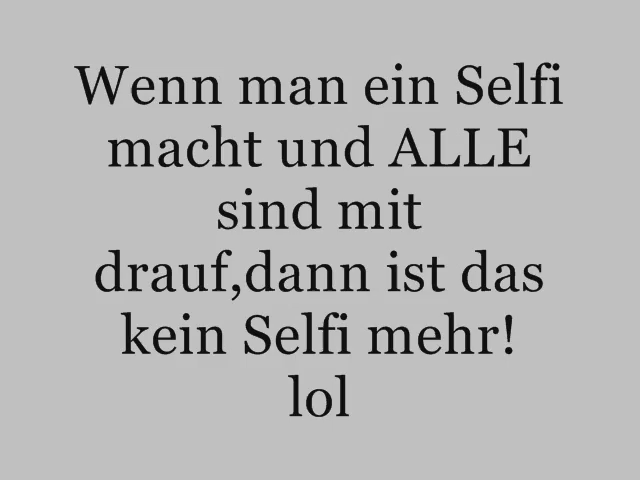 Wenn man ein Selfi
macht und ALLE
sind mit
drauf,dann ist das
kein Selfi mehr!
lol